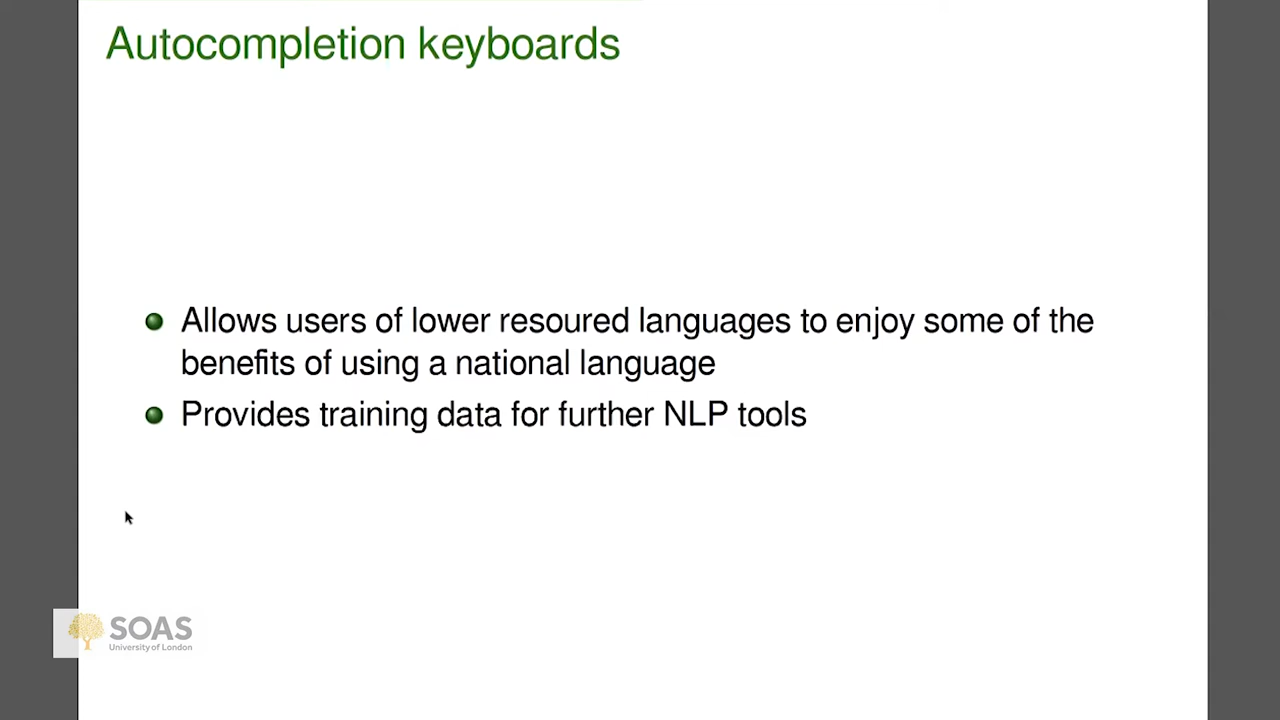 Autocompletion keyboards
Allows users of lower resoured languages to enjoy some of the
benefits of using a national language
Provides training data for further NLP tools
SOAS
University of London